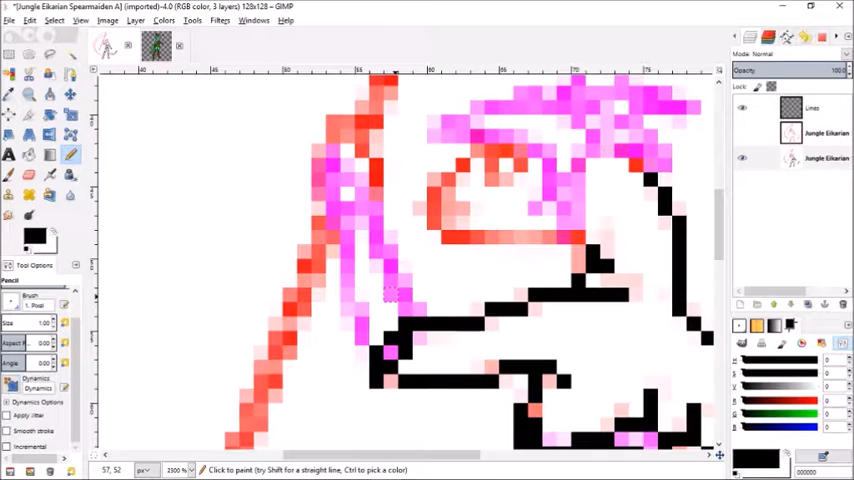 *[Jungle Eikarian Spearmaiden A] (imported)-4.0 (RGB color, 3 layers) 128x128 – GIMP
File Edit Select View Image Layer Colors Tools Filters Windows Help
40 50 55 60 65 70 75
Mode Normal
Opacity 100.0
Lock:
Lines
Jungle Eikarian
Jungle Eikarian
Tool Options
Pencil
Brush
1. Pixel
Size 1.00
Aspect R... 0.00
Angle 0.00
Dynamics
Dynamics
Dynamics Options
Apply Jitter
Smooth stroke
Incremental
H 0
S 0
V 0
R 0
G 0
B 0
000000
57, 52 px 2300 % Click to paint (try Shift for a straight line, Ctrl to pick a color)